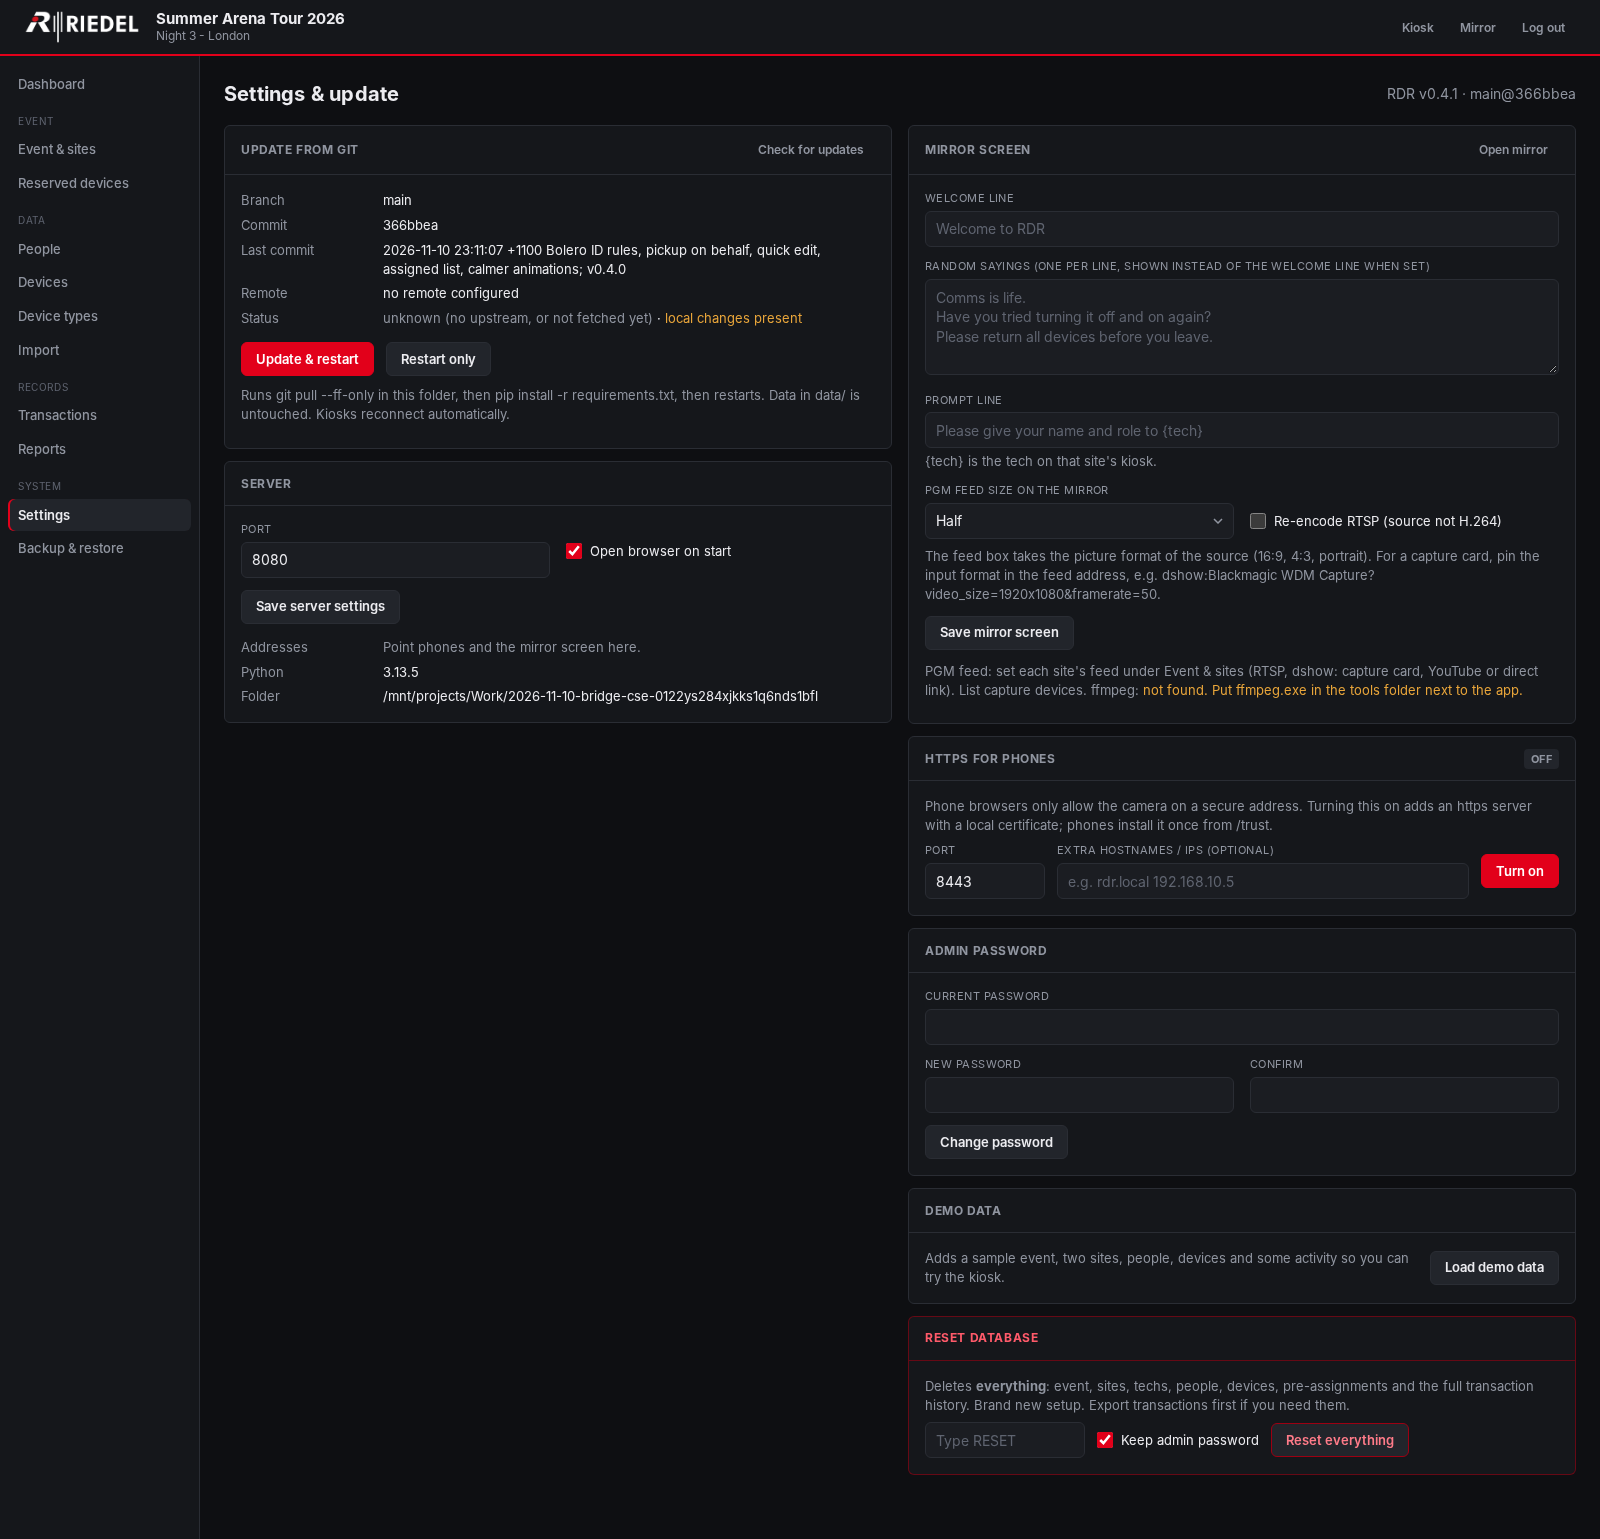 RIEDEL
Summer Arena Tour 2026
Night 3 - London
Kiosk
Mirror
Log out
Dashboard
EVENT
Event & sites
Reserved devices
DATA
People
Devices
Device types
Import
RECORDS
Transactions
Reports
SYSTEM
Settings
Backup & restore
Settings & update
RDR v0.4.1 · main@366bbea
UPDATE FROM GIT
Check for updates
Branch main
Commit 366bbea
Last commit 2026-11-10 23:11:07 +1100 Bolero ID rules, pickup on behalf, quick edit,
assigned list, calmer animations; v0.4.0
Remote no remote configured
Status unknown (no upstream, or not fetched yet) · local changes present
Update & restart
Restart only
Runs git pull --ff-only in this folder, then pip install -r requirements.txt, then restarts. Data in data/ is
untouched. Kiosks reconnect automatically.
SERVER
PORT
8080
Open browser on start
Save server settings
Addresses Point phones and the mirror screen here.
Python 3.13.5
Folder /mnt/projects/Work/2026-11-10-bridge-cse-0122ys284xjkks1q6nds1bfl
MIRROR SCREEN
Open mirror
WELCOME LINE
Welcome to RDR
RANDOM SAYINGS (ONE PER LINE, SHOWN INSTEAD OF THE WELCOME LINE WHEN SET)
Comms is life.
Have you tried turning it off and on again?
Please return all devices before you leave.
PROMPT LINE
Please give your name and role to {tech}
{tech} is the tech on that site's kiosk.
PGM FEED SIZE ON THE MIRROR
Half
Re-encode RTSP (source not H.264)
The feed box takes the picture format of the source (16:9, 4:3, portrait). For a capture card, pin the
input format in the feed address, e.g. dshow:Blackmagic WDM Capture?
video_size=1920x1080&framerate=50.
Save mirror screen
PGM feed: set each site's feed under Event & sites (RTSP, dshow: capture card, YouTube or direct
link). List capture devices. ffmpeg: not found. Put ffmpeg.exe in the tools folder next to the app.
HTTPS FOR PHONES
OFF
Phone browsers only allow the camera on a secure address. Turning this on adds an https server
with a local certificate; phones install it once from /trust.
PORT
EXTRA HOSTNAMES / IPS (OPTIONAL)
8443
e.g. rdr.local 192.168.10.5
Turn on
ADMIN PASSWORD
CURRENT PASSWORD
NEW PASSWORD
CONFIRM
Change password
DEMO DATA
Adds a sample event, two sites, people, devices and some activity so you can
try the kiosk.
Load demo data
RESET DATABASE
Deletes everything: event, sites, techs, people, devices, pre-assignments and the full transaction
history. Brand new setup. Export transactions first if you need them.
Type RESET
Keep admin password
Reset everything